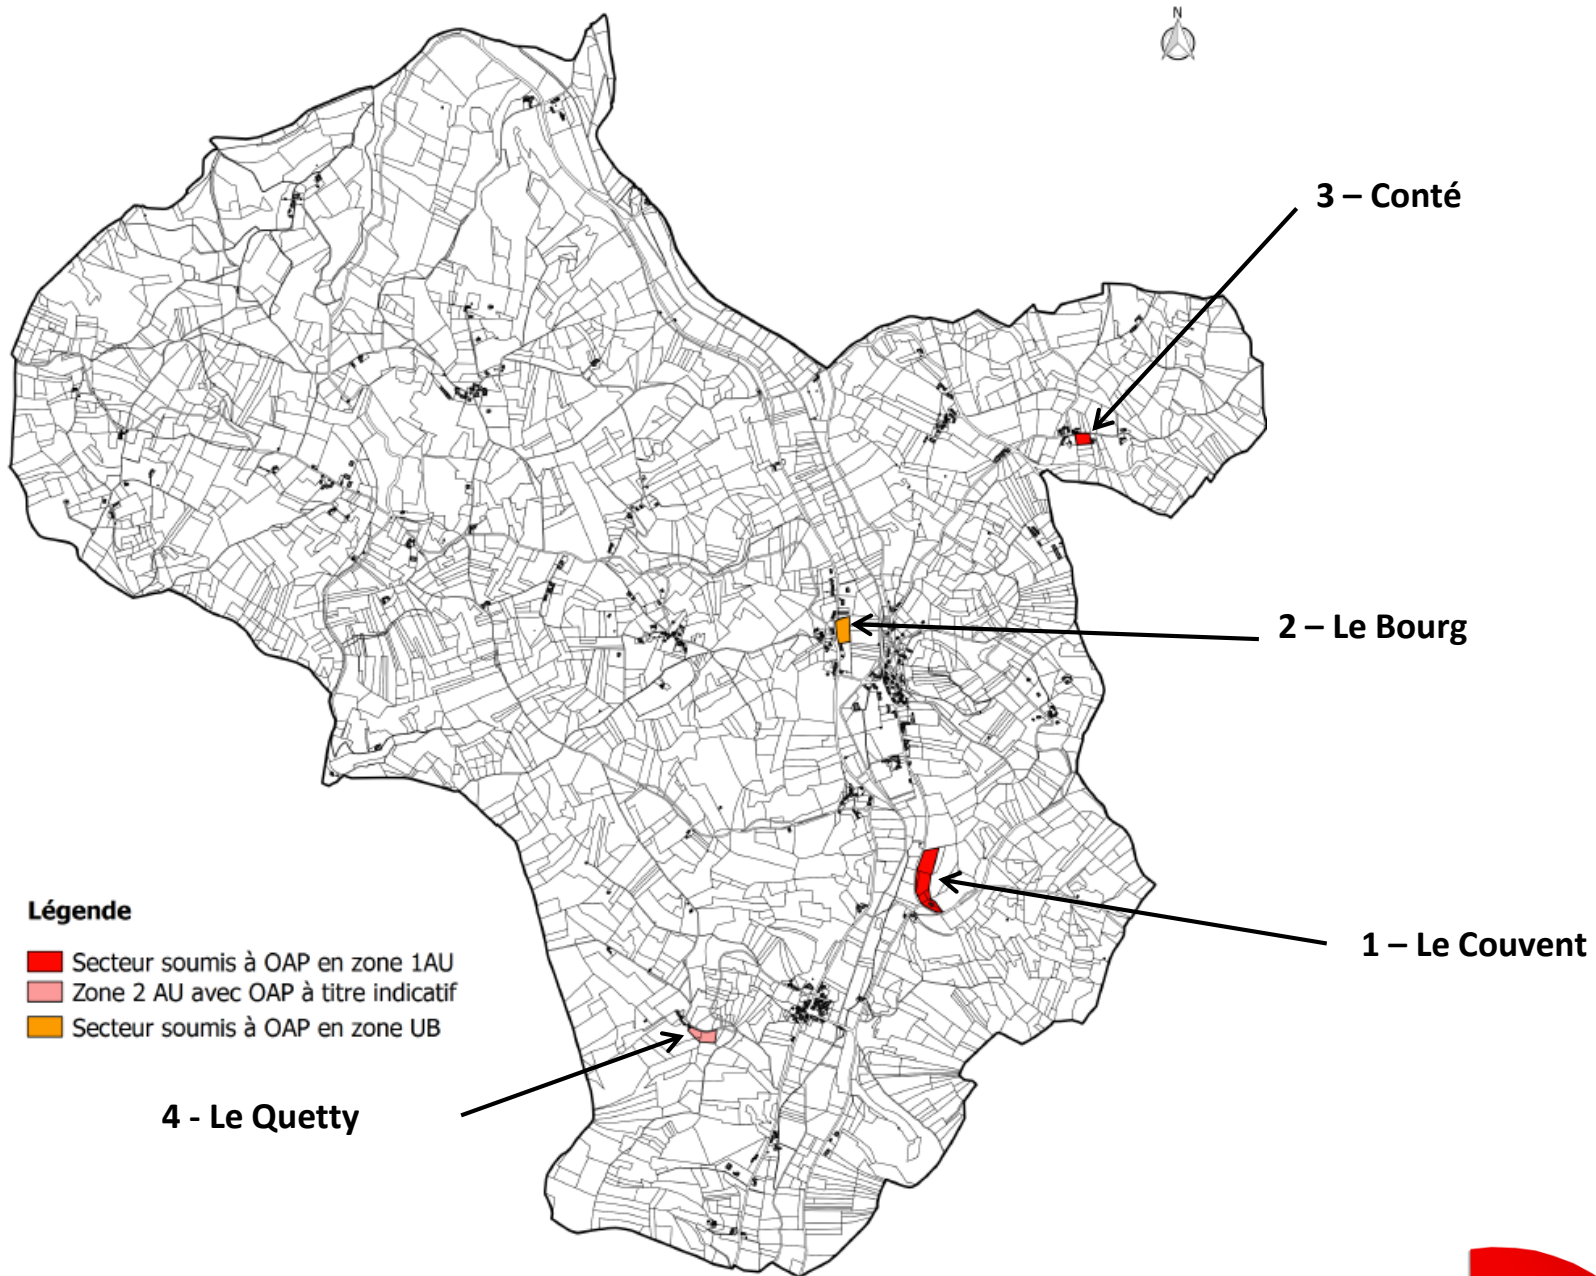 N
3 – Conté
2 – Le Bourg
Légende
Secteur soumis à OAP en zone 1AU
Zone 2 AU avec OAP à titre indicatif
Secteur soumis à OAP en zone UB
1 – Le Couvent
4 - Le Quetty